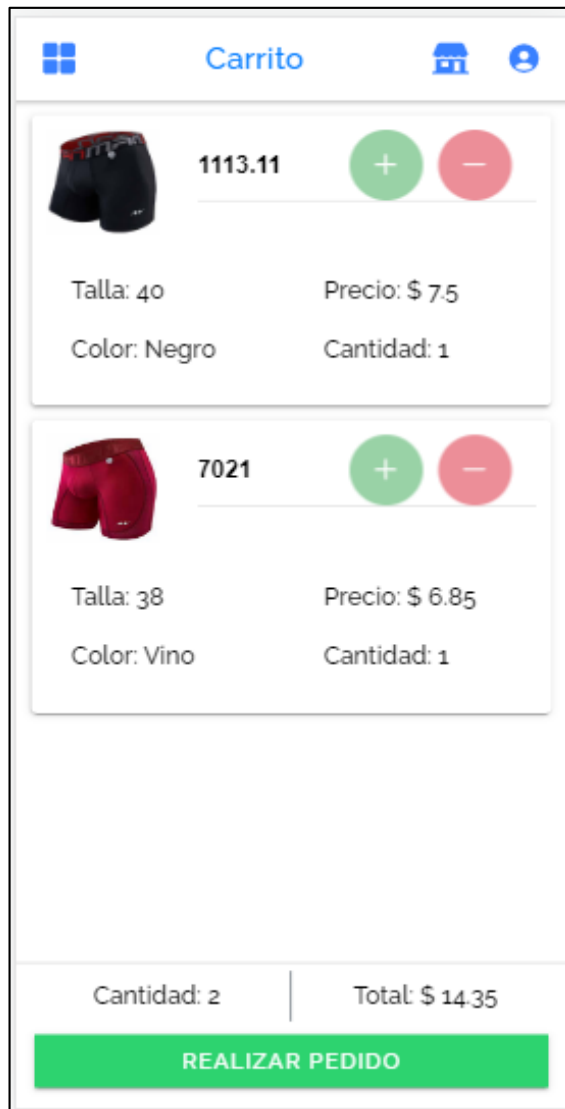 Carrito
1113.11
Talla: 40 Precio: $ 7.5
Color: Negro Cantidad: 1
7021
Talla: 38 Precio: $ 6.85
Color: Vino Cantidad: 1
Cantidad: 2 Total: $ 14.35
REALIZAR PEDIDO